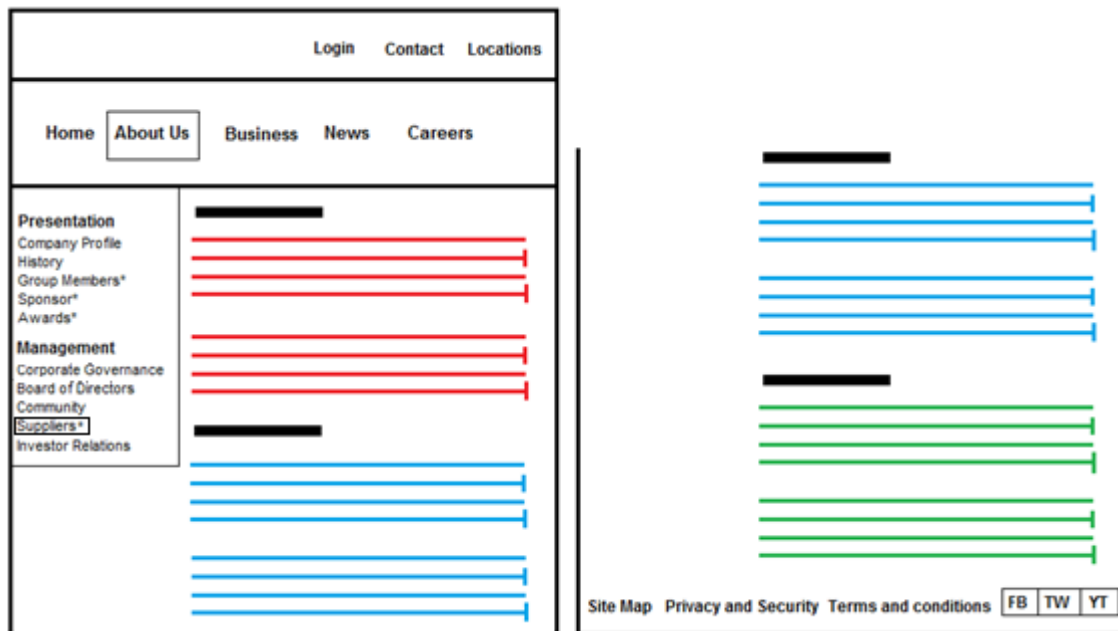 Login Contact Locations
Home About Us Business News Careers
Presentation
Company Profile
History
Group Members*
Sponsor*
Awards*
Management
Corporate Governance
Board of Directors
Community
Suppliers*
Investor Relations
Site Map Privacy and Security Terms and conditions FB TW YT